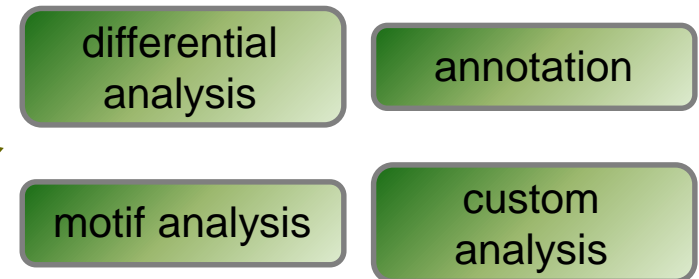 differential
analysis
annotation
motif analysis
custom
analysis